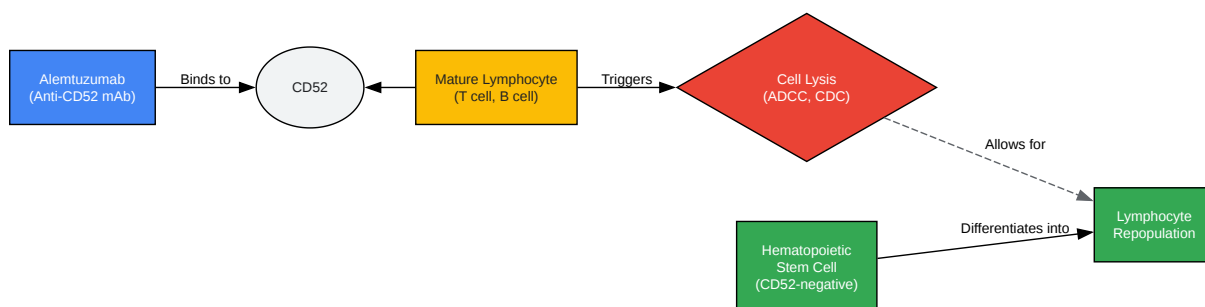 Alemtuzumab
(Anti-CD52 mAb)
Binds to
CD52
Mature Lymphocyte
(T cell, B cell)
Triggers
Cell Lysis
(ADCC, CDC)
Allows for
Hematopoietic
Stem Cell
(CD52-negative)
Differentiates into
Lymphocyte
Repopulation